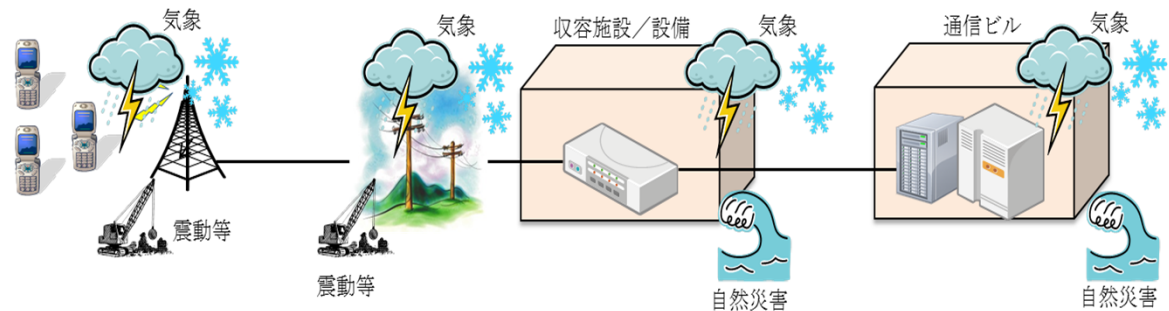 気象
震動等
気象
震動等
収容施設／設備
気象
自然災害
通信ビル
気象
自然災害